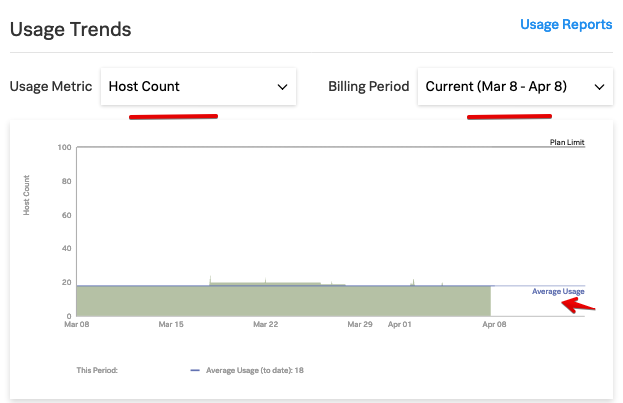 Usage Trends
Usage Reports
Usage Metric
Host Count
Billing Period
Current (Mar 8 - Apr 8)
Plan Limit
Host Count
100
80
60
40
20
0
Average Usage
Mar 08
Mar 15
Mar 22
Mar 29
Apr 01
Apr 08
This Period:
Average Usage (to date): 18